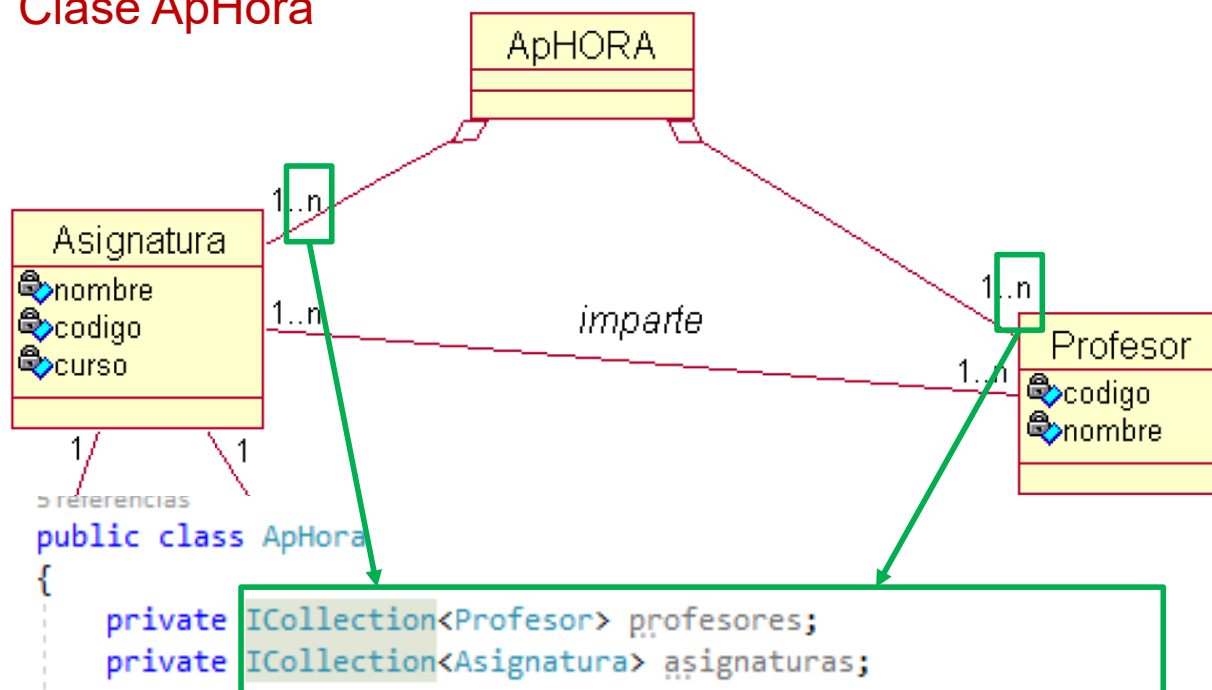 Clase ApHora
ApHORA
1..n
Asignatura
nombre
codigo
curso
1..n
imparte
1..n
1..n
Profesor
codigo
nombre
1
1
5 referencias
public class ApHora
{
private ICollection<Profesor> profesores;
private ICollection<Asignatura> asignaturas;